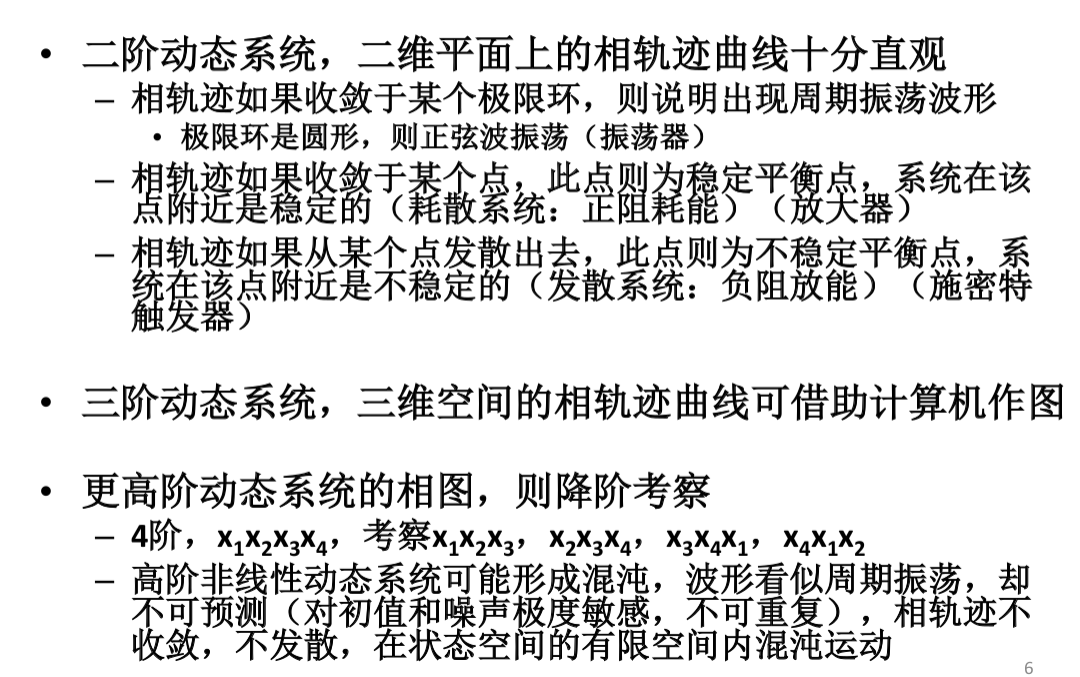 • 二阶动态系统，二维平面上的相轨迹曲线十分直观
– 相轨迹如果收敛于某个极限环，则说明出现周期振荡波形
• 极限环是圆形，则正弦波振荡（振荡器）
– 相轨迹如果收敛于某个点，此点则为稳定平衡点，系统在该
点附近是稳定的（耗散系统：正阻耗能）（放大器）
– 相轨迹如果从某个点发散出去，此点则为不稳定平衡点，系
统在该点附近是不稳定的（发散系统：负阻放能）（施密特
触发器）
• 三阶动态系统，三维空间的相轨迹曲线可借助计算机作图
• 更高阶动态系统的相图，则降阶考察
– 4阶，x₁x₂x₃x₄，考察x₁x₂x₃，x₂x₃x₄，x₃x₄x₁，x₄x₁x₂
– 高阶非线性动态系统可能形成混沌，波形看似周期振荡，却
不可预测（对初值和噪声极度敏感，不可重复），相轨迹不
收敛，不发散，在状态空间的有限空间内混沌运动
6